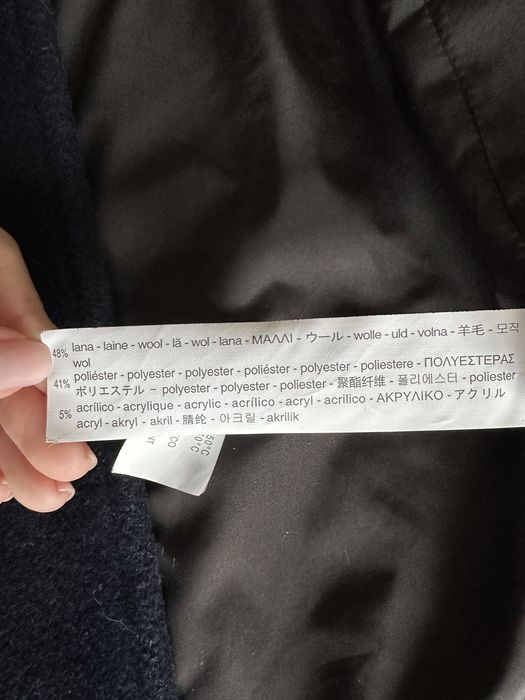 48% lana - laine - wool - lã - wol - lana - ΜΑΛΛΙ - ウール - wolle - uld - volna - 羊毛 - 모직
wol
41% poliéster - polyester - polyester - poliéster - polyester - poliestere - ΠΟΛΥΕΣΤΕΡΑΣ
ポリエステル - polyester - polyester - poliester - 聚酯纤维 - 폴리에스터 - poliester
5% acrílico - acrylique - acrylic - acrílico - acryl - acrilico - ΑΚΡΥΛΙΚΟ - アクリル
acryl - akryl - akril - 腈纶 - 아크릴 - akrilik
50°C
0°C